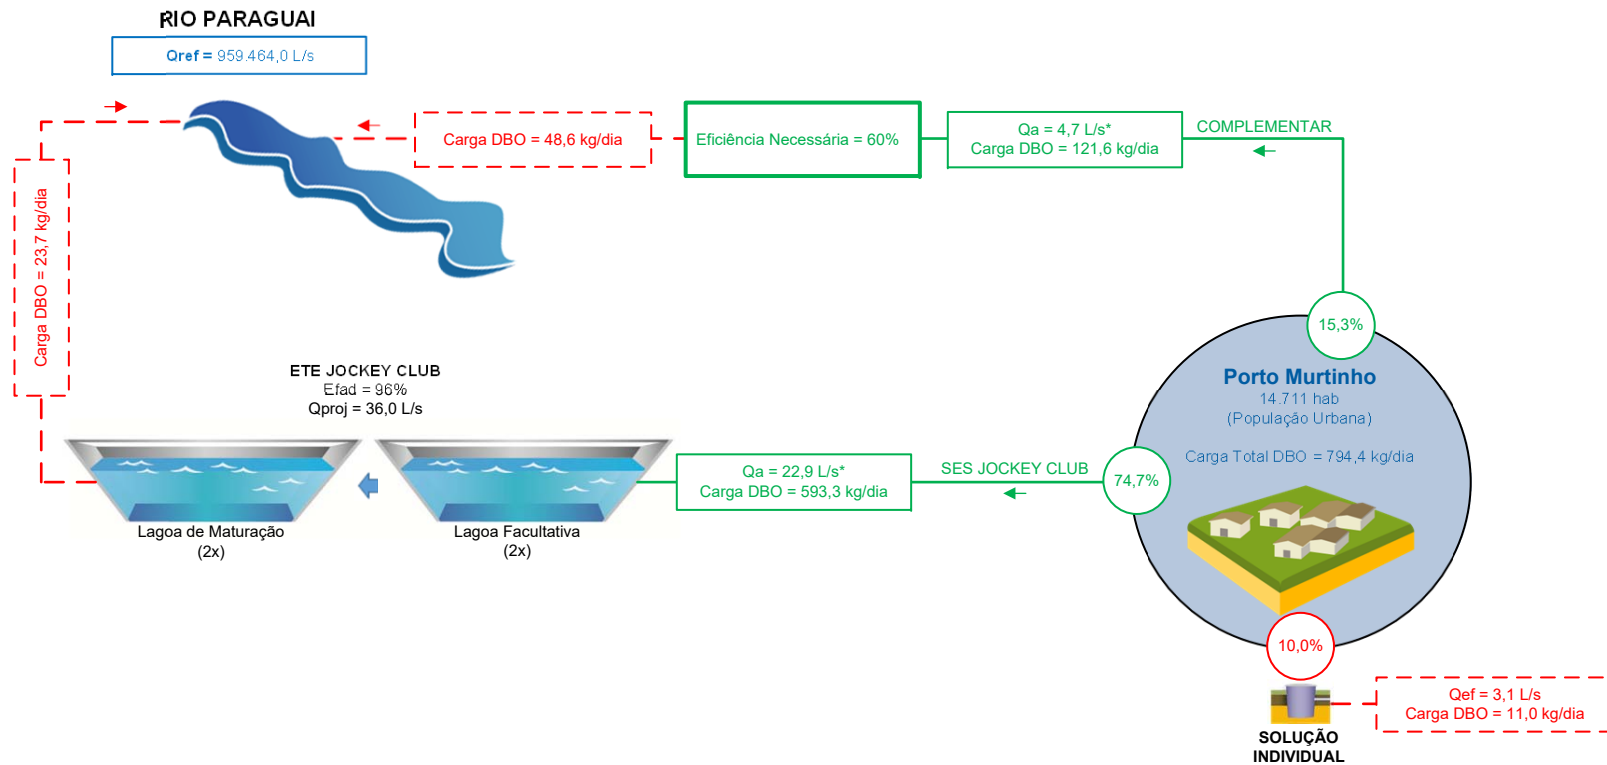 RIO PARAGUAI
Qref = 959.464,0 L/s
Carga DBO = 48,6 kg/dia
Eficiência Necessária = 60%
Qa = 4,7 L/s*
Carga DBO = 121,6 kg/dia
COMPLEMENTAR
Carga DBO = 23,7 kg/dia
15,3%
Porto Murtinho
14.711 hab
(População Urbana)
Carga Total DBO = 794,4 kg/dia
ETE JOCKEY CLUB
Efad = 96%
Qproj = 36,0 L/s
Qa = 22,9 L/s*
Carga DBO = 593,3 kg/dia
SES JOCKEY CLUB
74,7%
Lagoa de Maturação
(2x)
Lagoa Facultativa
(2x)
10,0%
Qef = 3,1 L/s
Carga DBO = 11,0 kg/dia
SOLUÇÃO
INDIVIDUAL